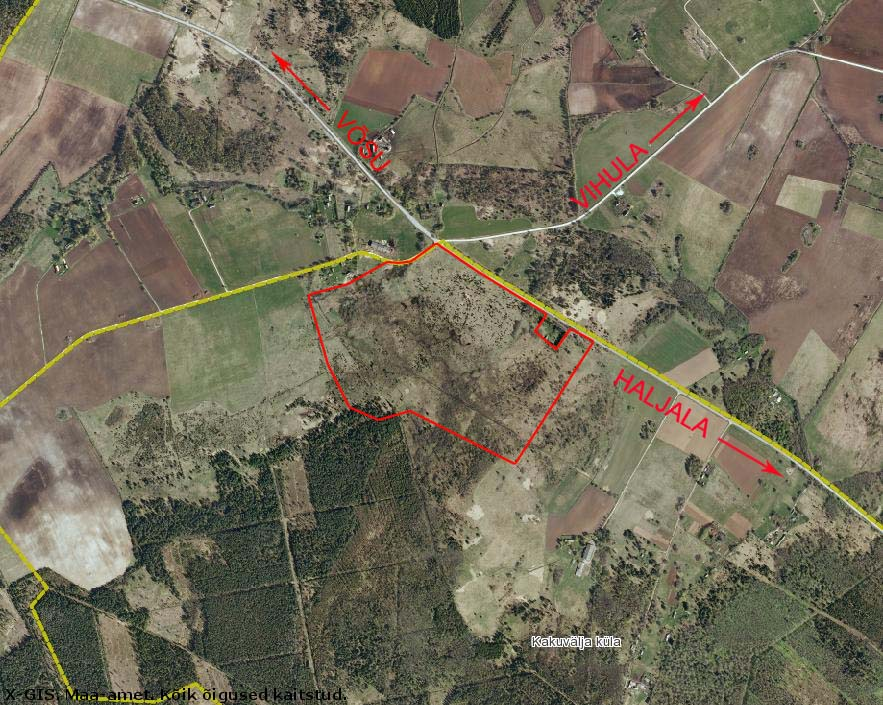 VÕSU
VIHULA
HALJALA
Kakuvälja küla
X-GIS. Maa-amet. Kõik õigused kaitstud.